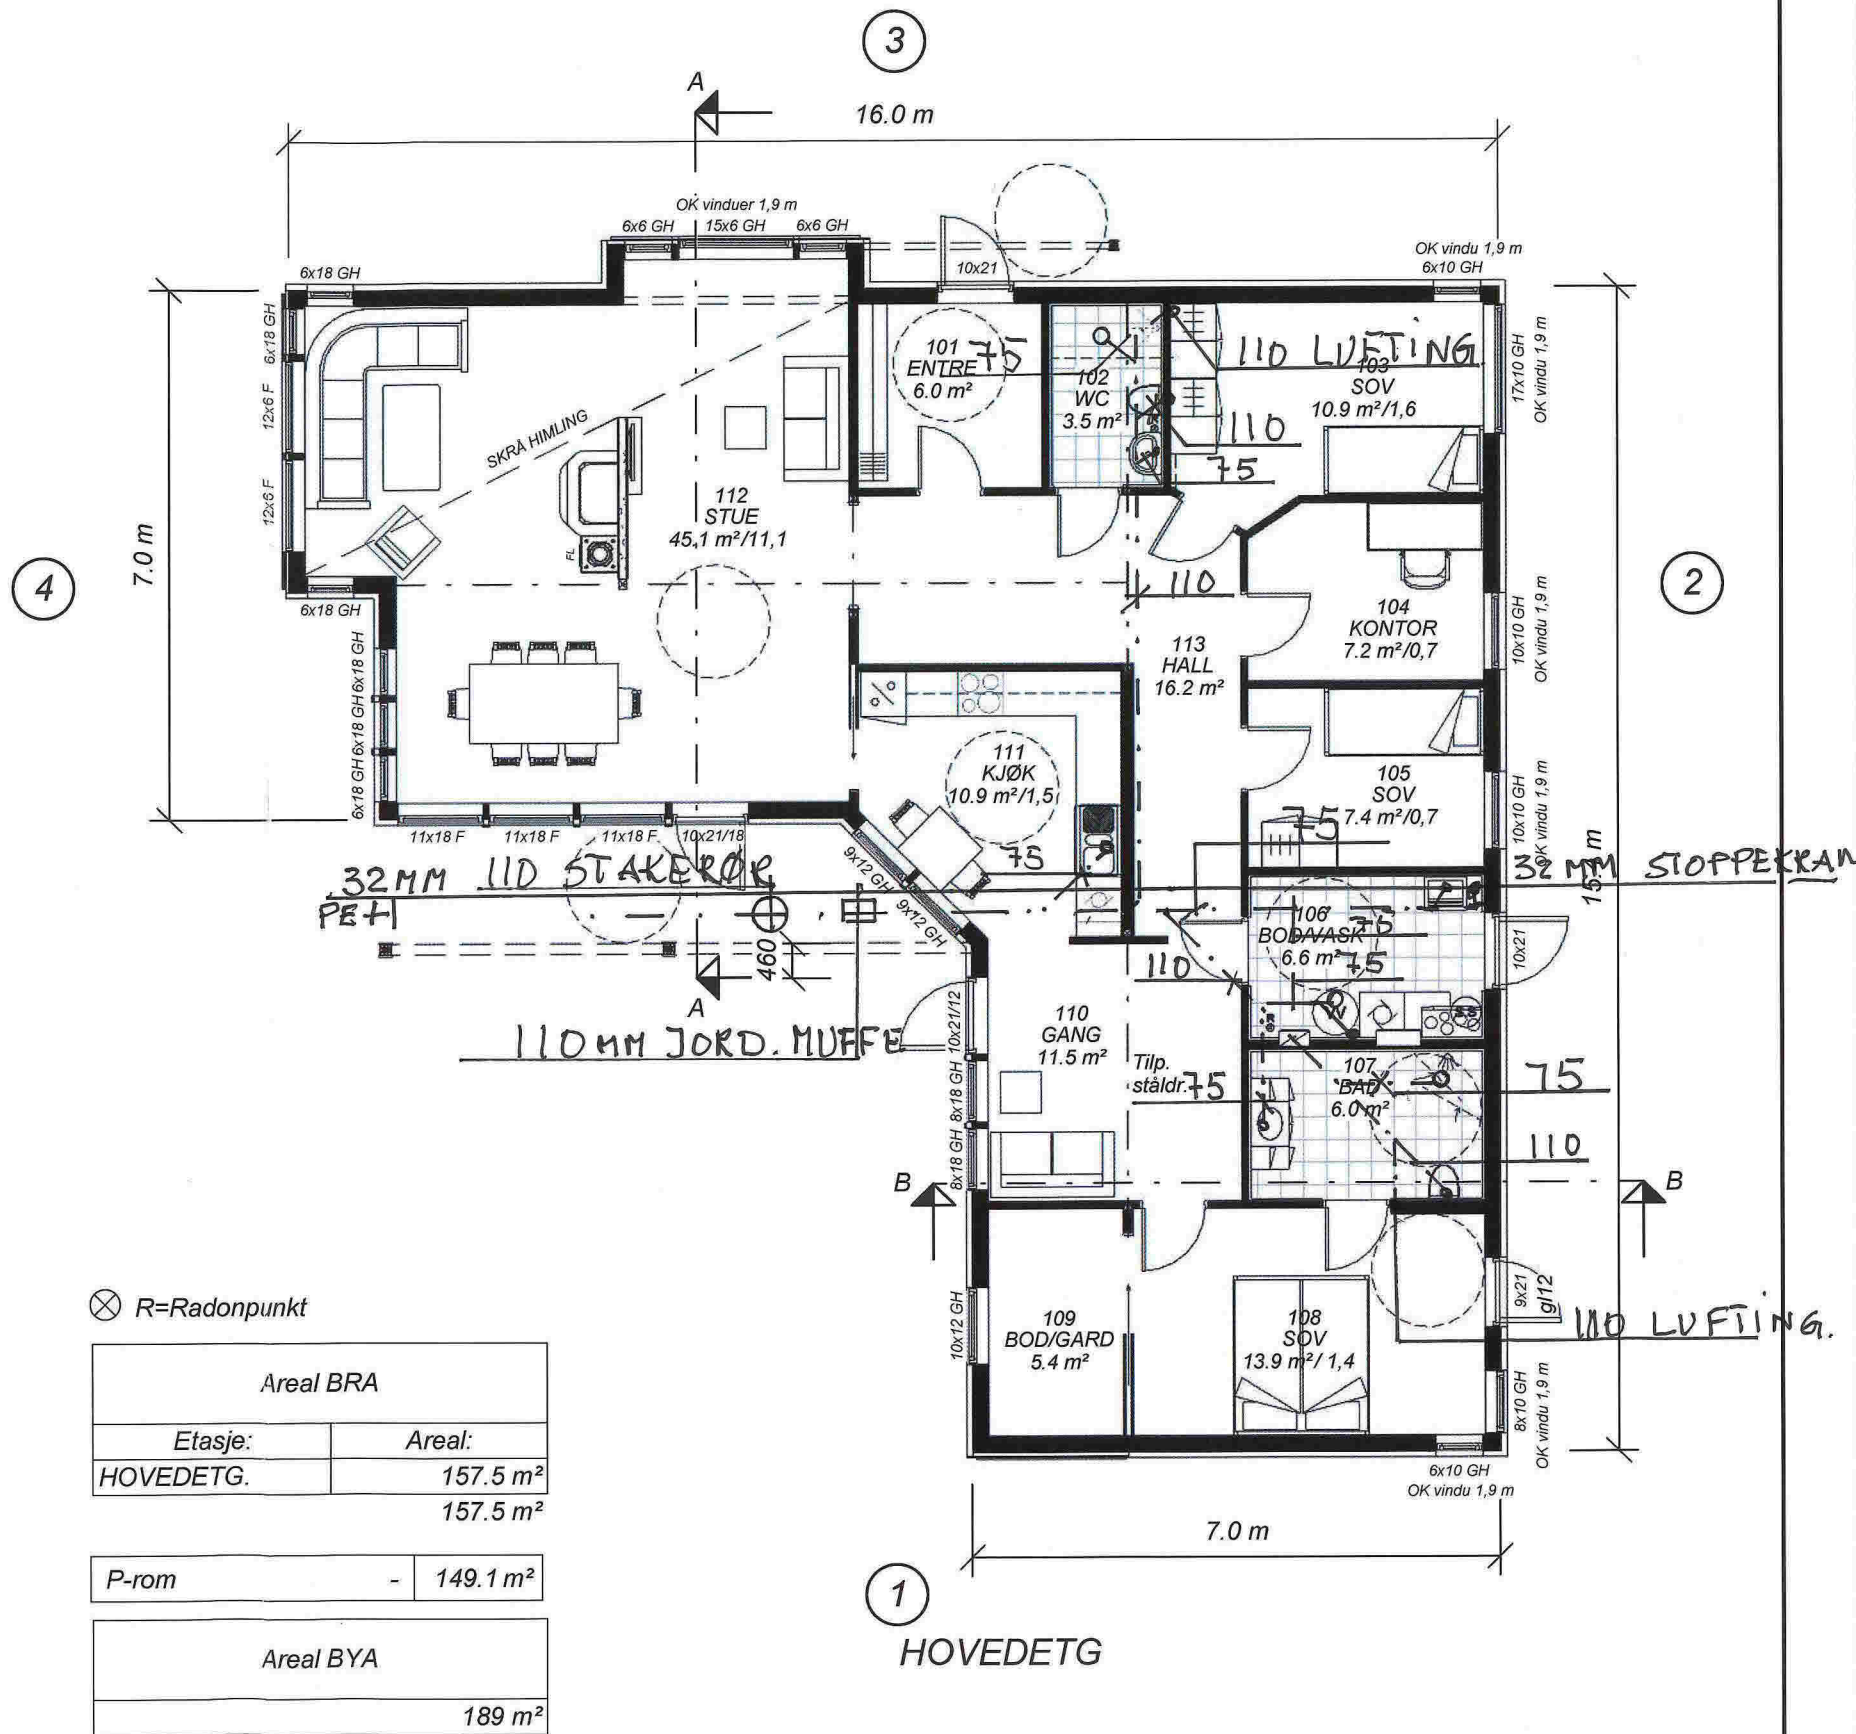 3
A
16.0 m
OK vinduer 1,9 m
6x6 GH
15x6 GH
6x6 GH
10x21
OK vindu 1,9 m
6x10 GH
6x18 GH
6x18 GH
12x6 F
12x6 F
SKRÅ HIMLING
101
ENTRE
6.0 m²
75
102
WC
3.5 m²
110 LUFTING
103
SOV
10.9 m²/1,6
110
75
17x10 GH
OK vindu 1,9 m
112
STUE
45,1 m²/11,1
FL
7.0 m
4
2
6x18 GH
110
104
KONTOR
7.2 m²/0,7
10x10 GH
OK vindu 1,9 m
113
HALL
16.2 m²
6x18 GH
6x18 GH
6x18 GH
111
KJØK
10.9 m²/1,5
105
SOV
7.4 m²/0,7
75
10x10 GH
OK vindu 1,9 m
11x18 F
11x18 F
11x18 F
10x21/18
9x12 GH
9x12 GH
75
32 MM
PEH
110 STAKERØR
32 MM STOPPEKRAN
15. m
106
BOD/VASK
6.6 m²
75
75
10x21
460
A
110
110 MM JORD. MUFFE
10x21/12
110
GANG
11.5 m²
Tilp.
ståldr.
75
107
BAD
6.0 m²
75
110
8x18 GH
8x18 GH
B
B
R=Radonpunkt
109
BOD/GARD
5.4 m²
108
SOV
13.9 m²/ 1,4
9x21
gl12
110 LUFTING.
10x12 GH
8x10 GH
OK vindu 1,9 m
6x10 GH
OK vindu 1,9 m
Areal BRA
Etasje: Areal:
HOVEDETG. 157.5 m²
157.5 m²
P-rom - 149.1 m²
Areal BYA
189 m²
7.0 m
1
HOVEDETG